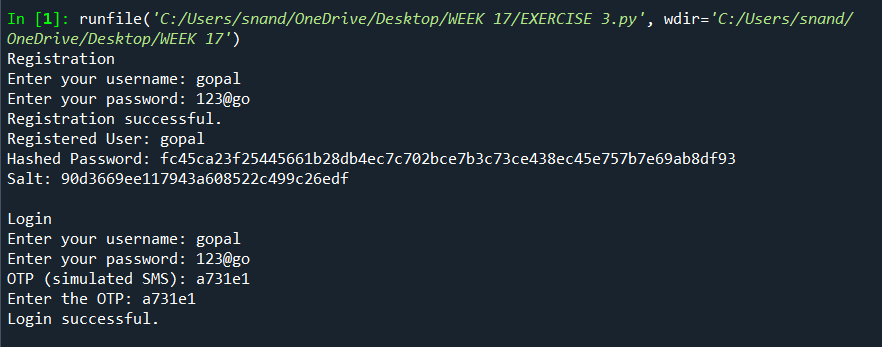 In [1]: runfile('C:/Users/snand/OneDrive/Desktop/WEEK 17/EXERCISE 3.py', wdir='C:/Users/snand/
OneDrive/Desktop/WEEK 17')
Registration
Enter your username: gopal
Enter your password: 123@go
Registration successful.
Registered User: gopal
Hashed Password: fc45ca23f25445661b28db4ec7c702bce7b3c73ce438ec45e757b7e69ab8df93
Salt: 90d3669ee117943a608522c499c26edf

Login
Enter your username: gopal
Enter your password: 123@go
OTP (simulated SMS): a731e1
Enter the OTP: a731e1
Login successful.